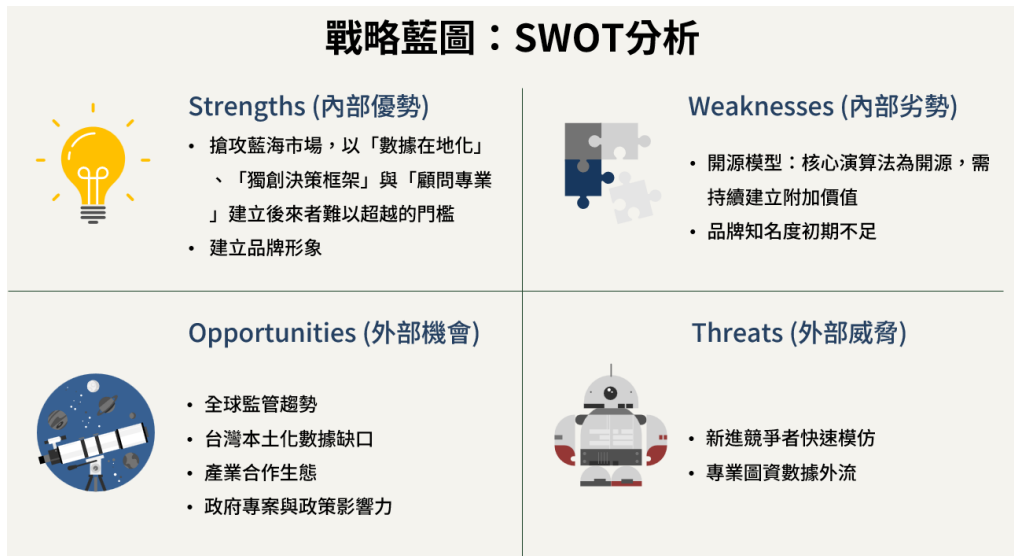 戰略藍圖：SWOT分析
Strengths (內部優勢)
• 搶攻藍海市場，以「數據在地化」
、「獨創決策框架」與「顧問專業
」建立後來者難以超越的門檻
• 建立品牌形象
Weaknesses (內部劣勢)
• 開源模型：核心演算法為開源，需
持續建立附加價值
• 品牌知名度初期不足
Opportunities (外部機會)
• 全球監管趨勢
• 台灣本土化數據缺口
• 產業合作生態
• 政府專案與政策影響力
Threats (外部威脅)
• 新進競爭者快速模仿
• 專業圖資數據外流